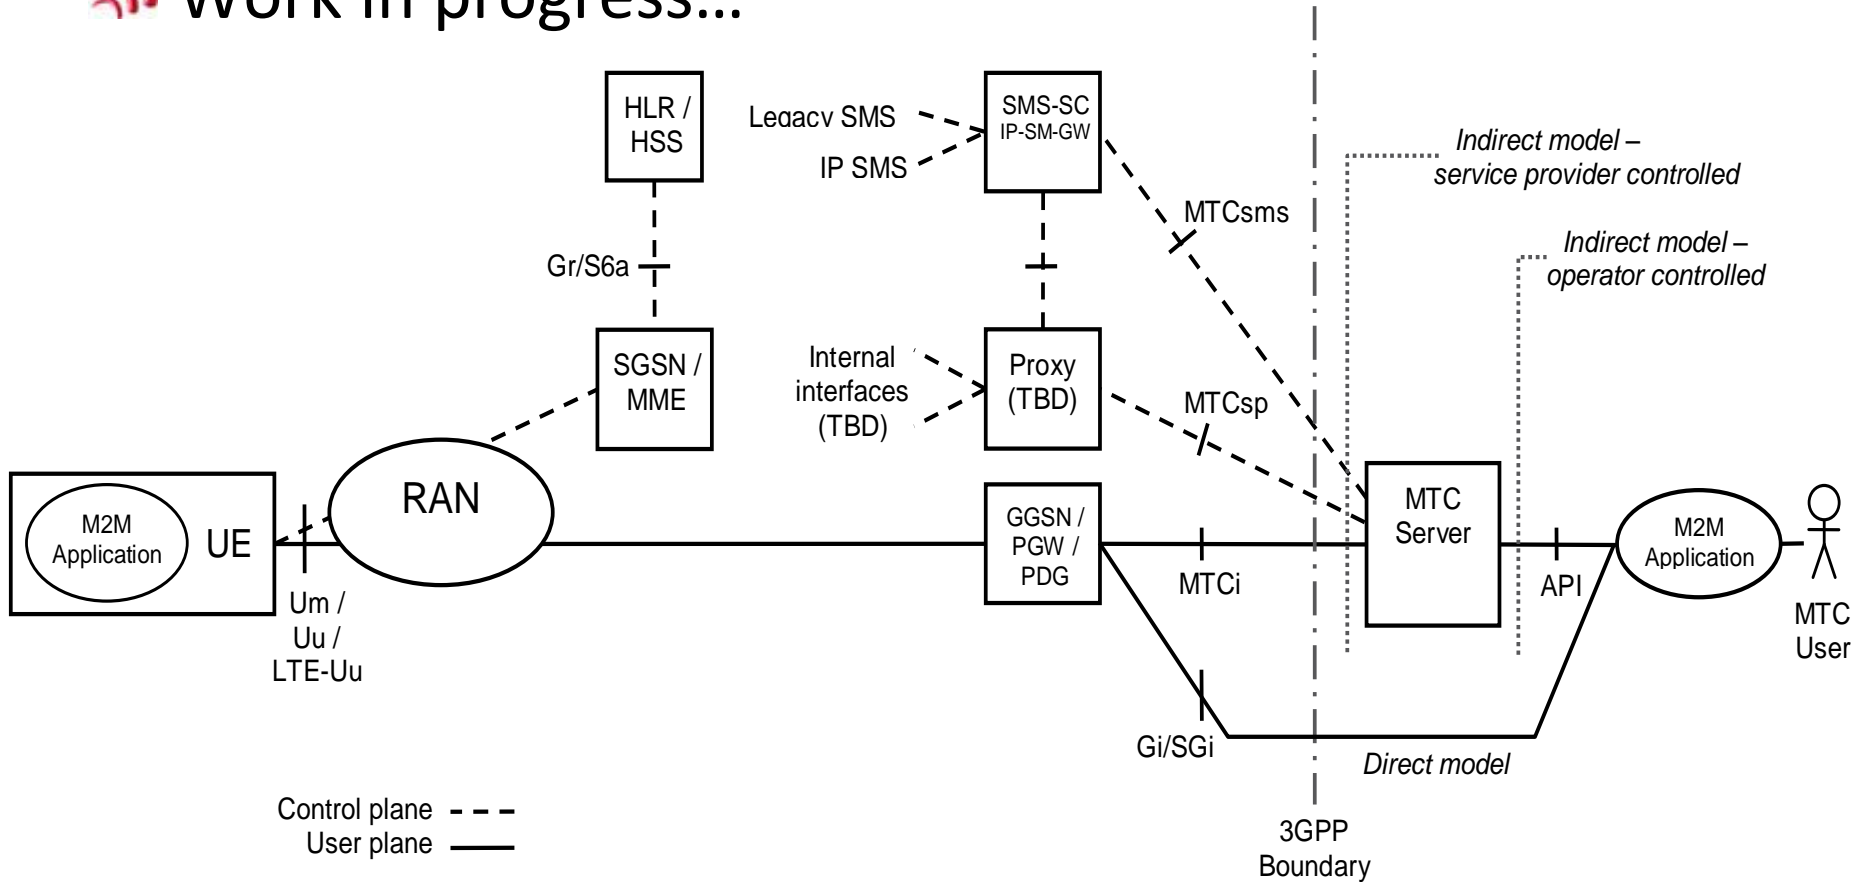 Work in progress...
HLR /
HSS
Legacy SMS
IP SMS
SMS-SC
IP-SM-GW
Indirect model –
service provider controlled
MTCsms
Indirect model –
operator controlled
Gr/S6a
SGSN /
MME
Internal
interfaces
(TBD)
Proxy
(TBD)
MTCsp
M2M
Application
UE
RAN
GGSN /
PGW /
PDG
MTC
Server
M2M
Application
Um /
Uu /
LTE-Uu
MTCi
API
MTC
User
Gi/SGi
Direct model
Control plane
User plane
3GPP
Boundary